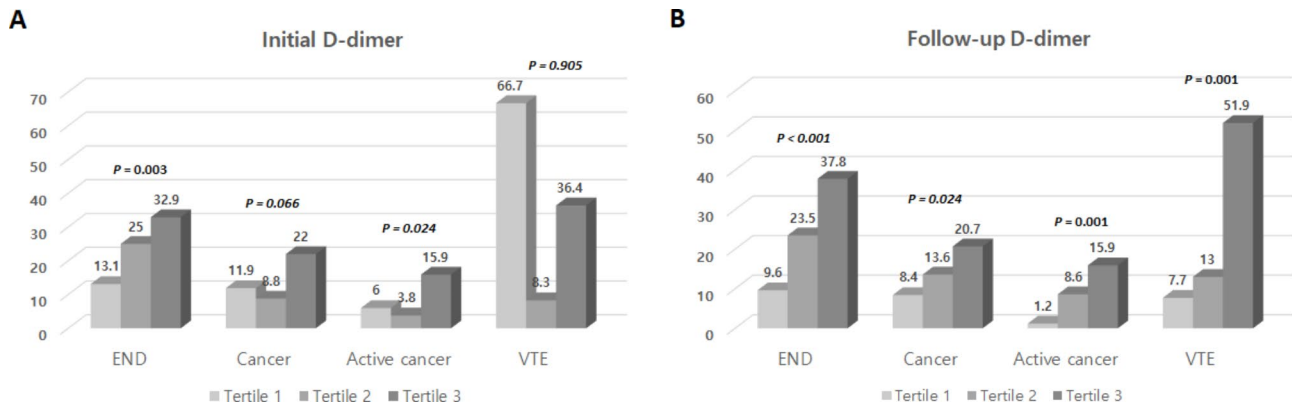 A
Initial D-dimer
P = 0.905
70
60
50
40
30
20
10
0
66.7
P = 0.003
32.9
25
13.1
P = 0.066
22
11.9
8.8
P = 0.024
15.9
6
3.8
36.4
8.3
END Cancer Active cancer VTE
Tertile 1 Tertile 2 Tertile 3
B
Follow-up D-dimer
P = 0.001
60
50
40
30
20
10
0
51.9
P < 0.001
37.8
23.5
9.6
P = 0.024
20.7
13.6
8.4
P = 0.001
15.9
8.6
1.2
13
7.7
END Cancer Active cancer VTE
Tertile 1 Tertile 2 Tertile 3